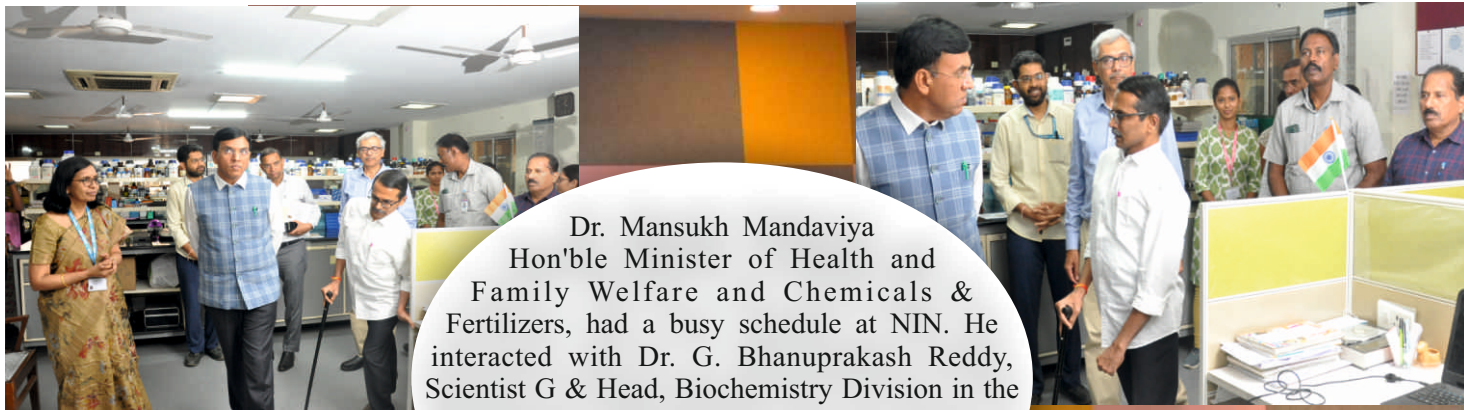 Dr. Mansukh Mandaviya
Hon'ble Minister of Health and
Family Welfare and Chemicals &
Fertilizers, had a busy schedule at NIN. He
interacted with Dr. G. Bhanuprakash Reddy,
Scientist G & Head, Biochemistry Division in the